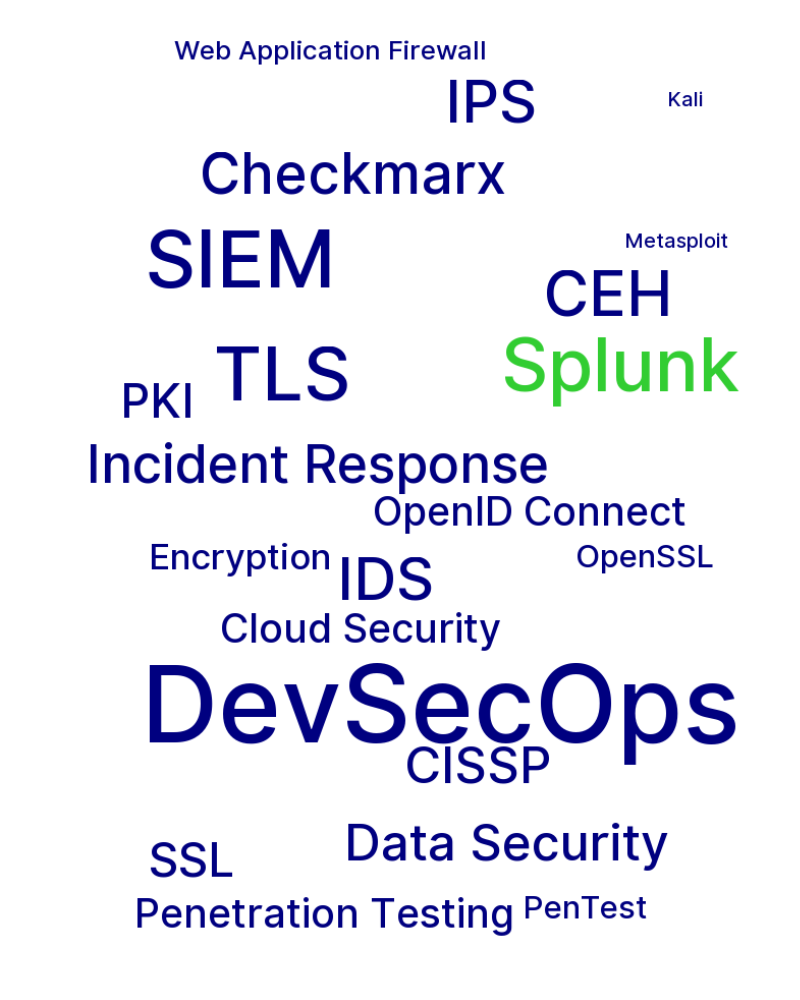 Web Application Firewall
IPS
Kali
Checkmarx
SIEM
Metasploit
CEH
Splunk
TLS
PKI
Incident Response
OpenID Connect
Encryption
OpenSSL
IDS
Cloud Security
DevSecOps
CISSP
Data Security
SSL
Penetration Testing
PenTest